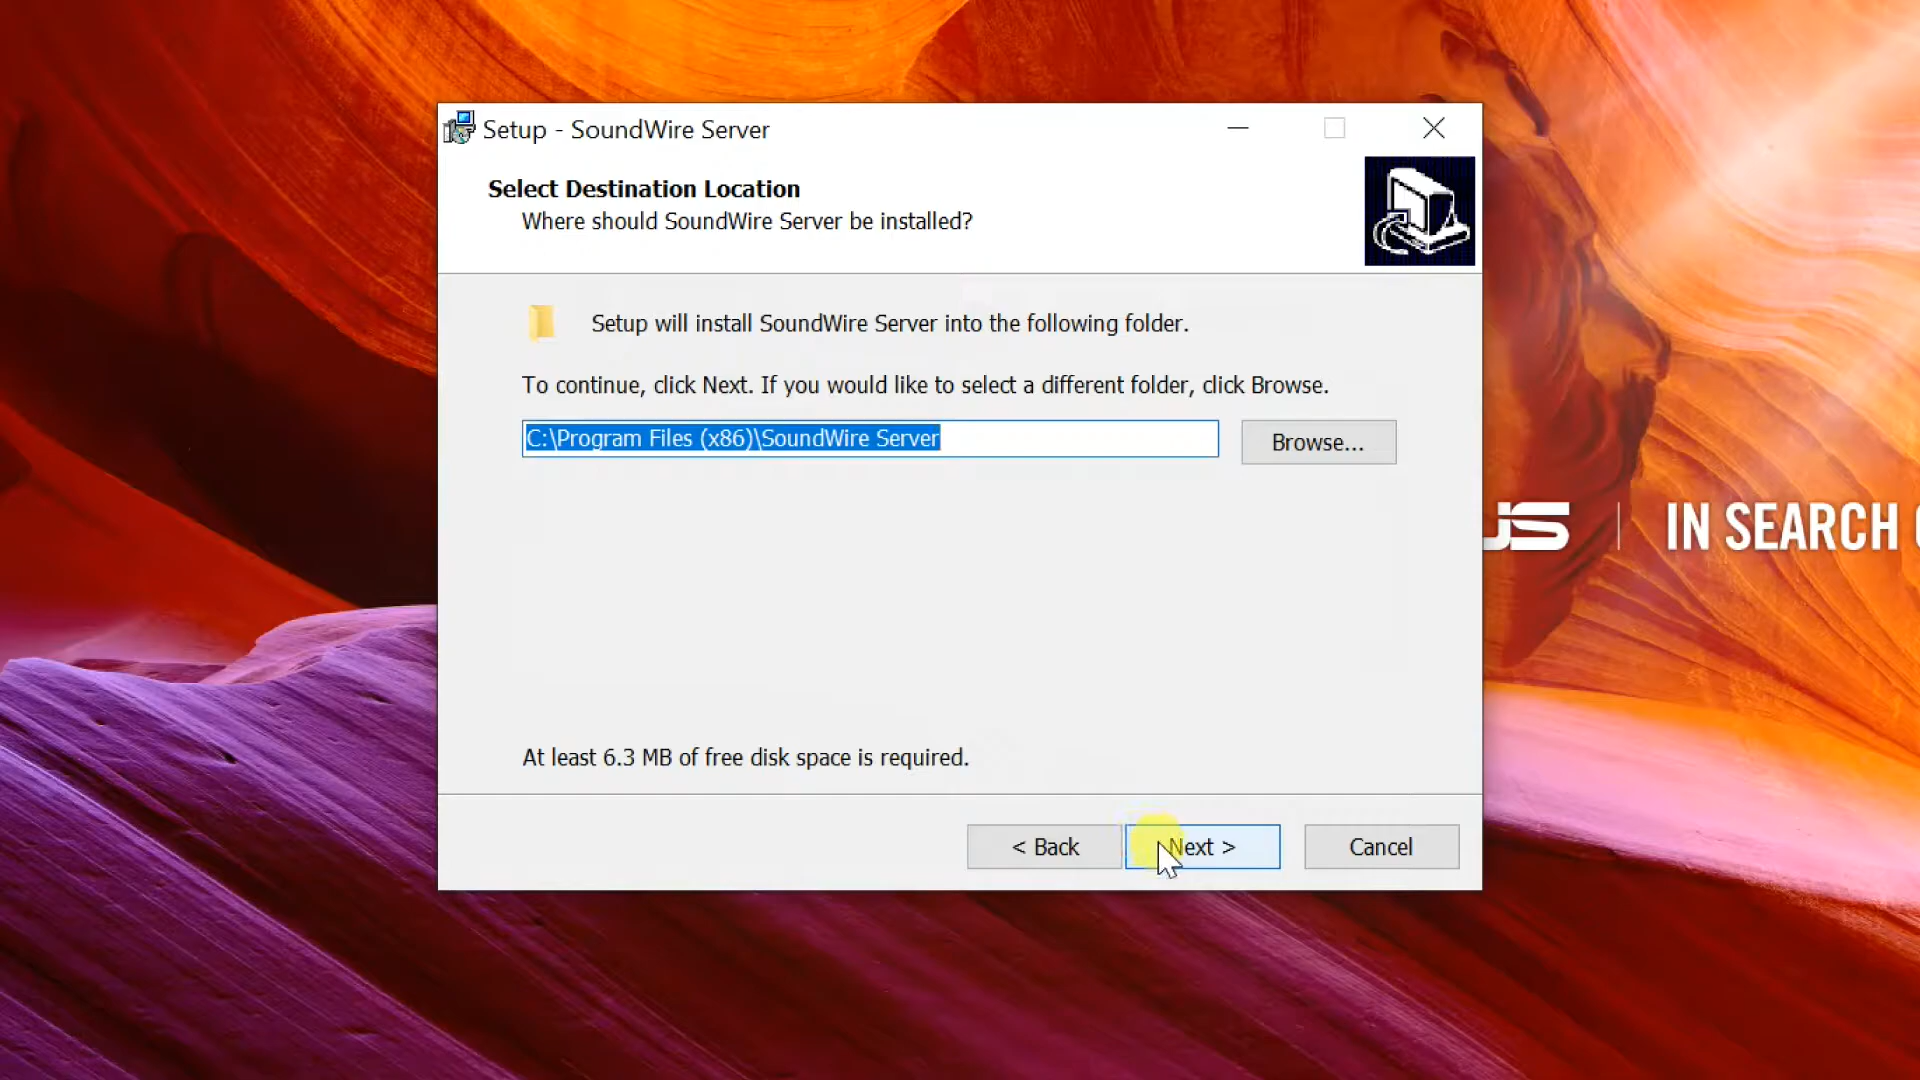 Setup - SoundWire Server
Select Destination Location
Where should SoundWire Server be installed?
Setup will install SoundWire Server into the following folder.
To continue, click Next. If you would like to select a different folder, click Browse.
C:\Program Files (x86)\SoundWire Server
Browse...
IN SEARCH
At least 6.3 MB of free disk space is required.
< Back
Next >
Cancel